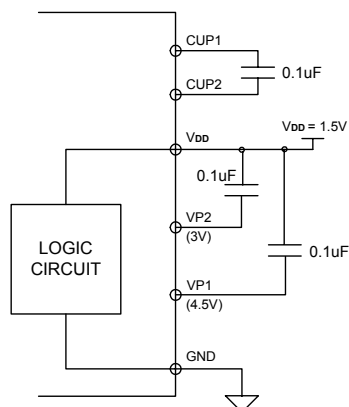 CUP1
0.1uF
CUP2
VDD
VDD = 1.5V
0.1uF
VP2
(3V)
LOGIC
CIRCUIT
0.1uF
VP1
(4.5V)
GND